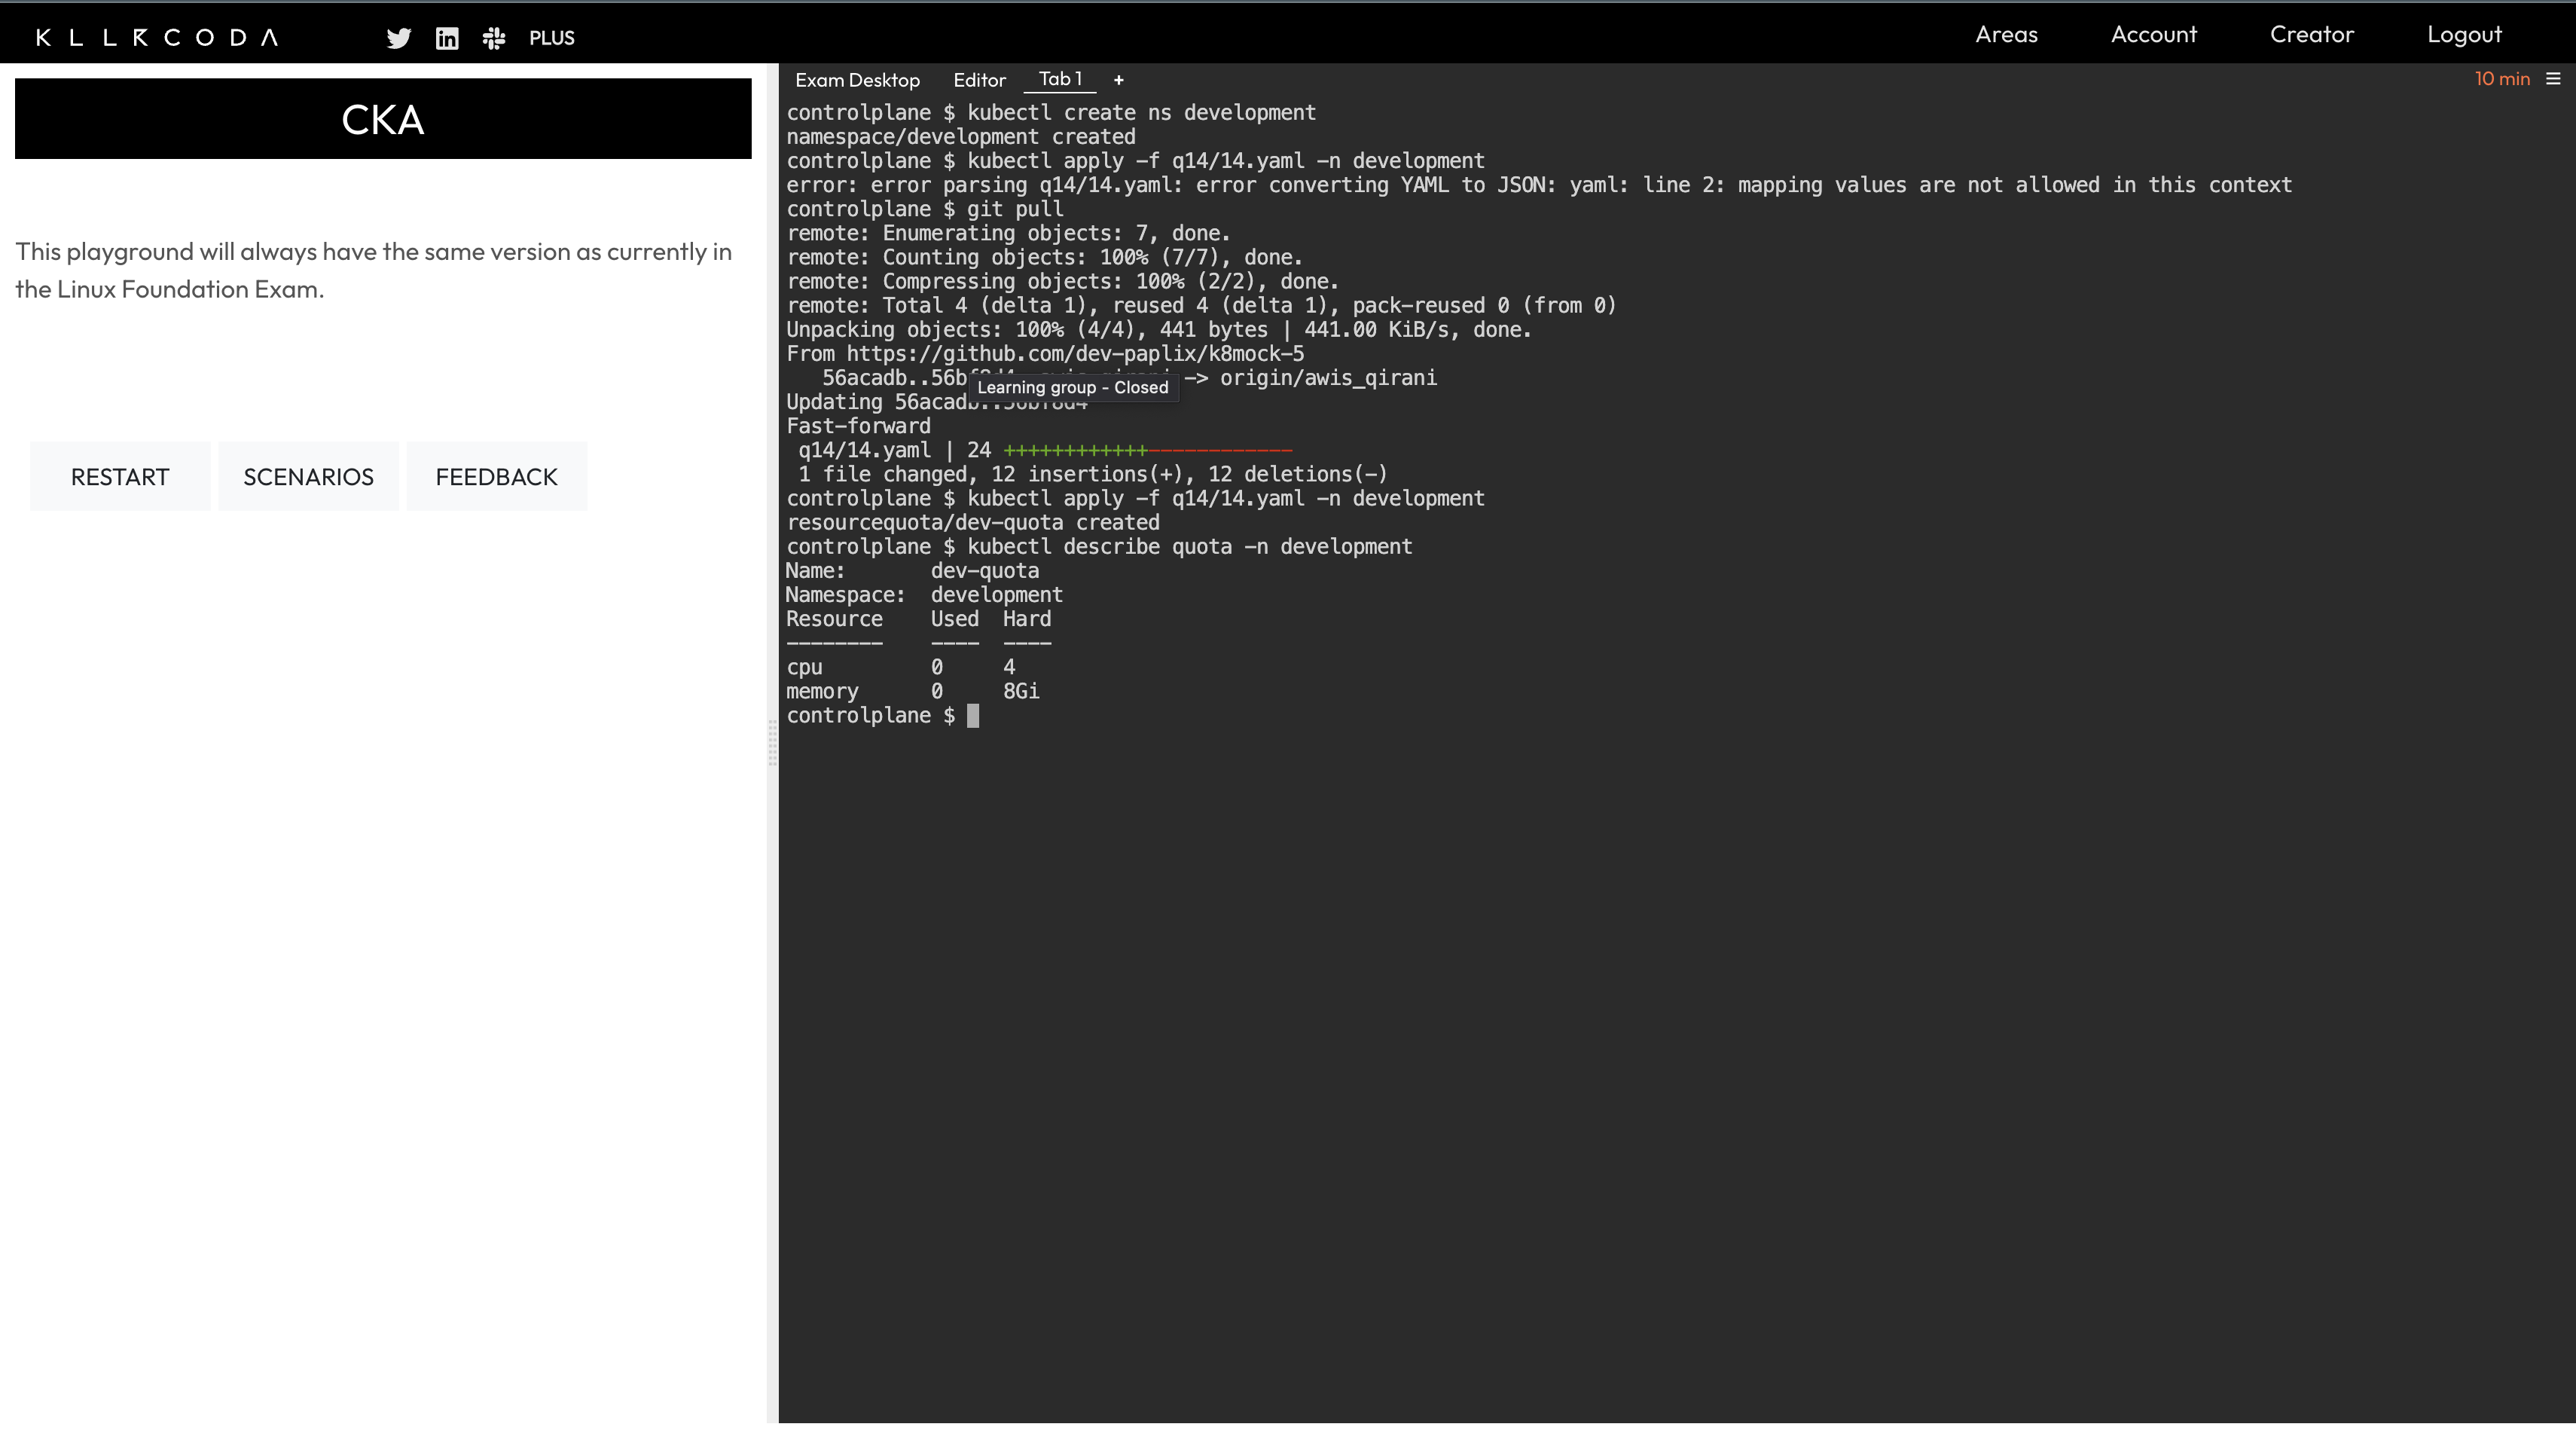 KILLERCODA
PLUS
Areas Account Creator Logout
CKA
This playground will always have the same version as currently in
the Linux Foundation Exam.
RESTART SCENARIOS FEEDBACK
Exam Desktop Editor Tab 1 +
10 min
controlplane $ kubectl create ns development
namespace/development created
controlplane $ kubectl apply -f q14/14.yaml -n development
error: error parsing q14/14.yaml: error converting YAML to JSON: yaml: line 2: mapping values are not allowed in this context
controlplane $ git pull
remote: Enumerating objects: 7, done.
remote: Counting objects: 100% (7/7), done.
remote: Compressing objects: 100% (2/2), done.
remote: Total 4 (delta 1), reused 4 (delta 1), pack-reused 0 (from 0)
Unpacking objects: 100% (4/4), 441 bytes | 441.00 KiB/s, done.
From https://github.com/dev-paplix/k8mock-5
56acadb..56b -> origin/awis_qirani
Learning group - Closed
Updating 56acadb..56bf8d4
Fast-forward
q14/14.yaml | 24 ++++++++++++------------
1 file changed, 12 insertions(+), 12 deletions(-)
controlplane $ kubectl apply -f q14/14.yaml -n development
resourcequota/dev-quota created
controlplane $ kubectl describe quota -n development
Name: dev-quota
Namespace: development
Resource Used Hard
-------- ---- ----
cpu 0 4
memory 0 8Gi
controlplane $